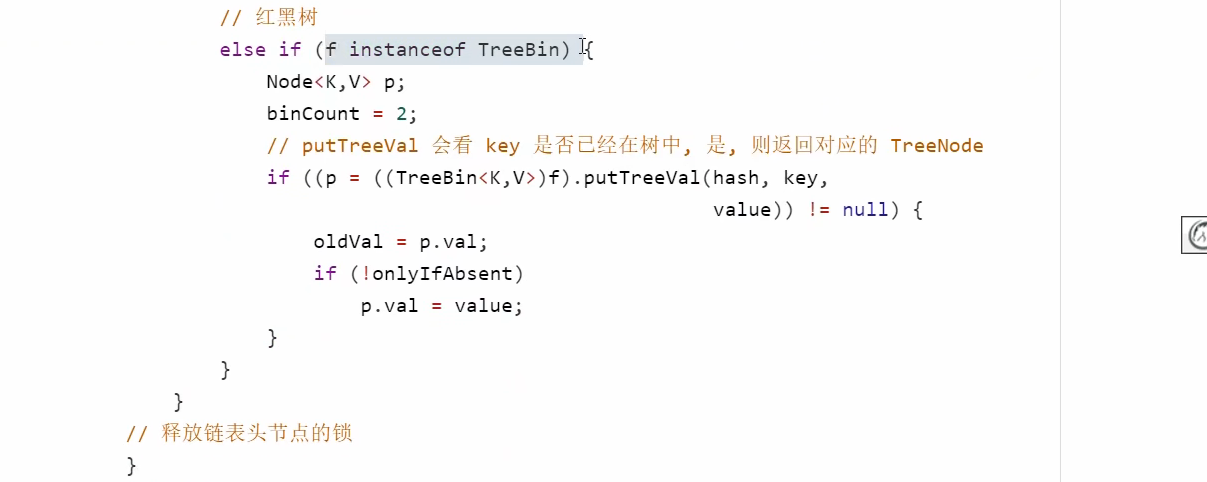 // 红黑树
else if (f instanceof TreeBin) {
Node<K,V> p;
binCount = 2;
// putTreeVal 会看 key 是否已经在树中, 是, 则返回对应的 TreeNode
if ((p = ((TreeBin<K,V>)f).putTreeVal(hash, key,
value)) != null) {
oldVal = p.val;
if (!onlyIfAbsent)
p.val = value;
}
}
}
// 释放链表头节点的锁
}